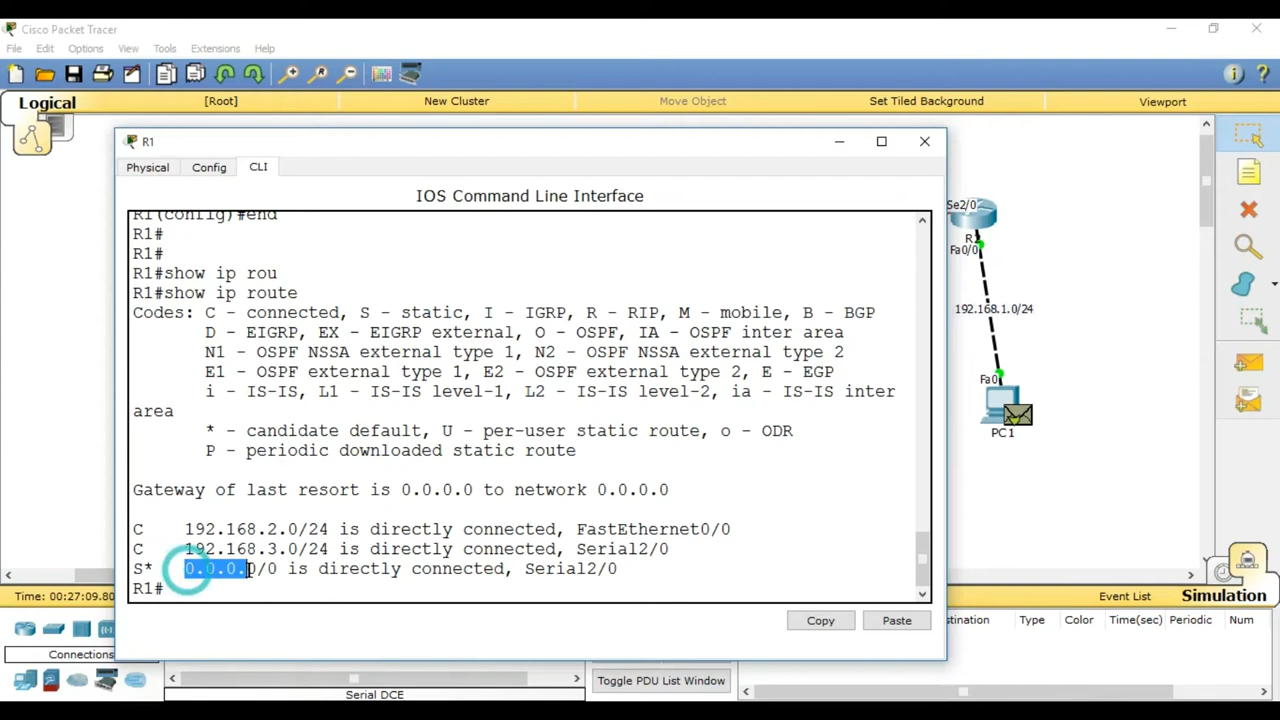 Cisco Packet Tracer
File Edit Options View Tools Extensions Help
Logical [Root] New Cluster Move Object Set Tiled Background Viewport
R1
Physical Config CLI
IOS Command Line Interface
R1(config)#end
R1#
R1#
R1#show ip rou
R1#show ip route
Codes: C - connected, S - static, I - IGRP, R - RIP, M - mobile, B - BGP
D - EIGRP, EX - EIGRP external, O - OSPF, IA - OSPF inter area
N1 - OSPF NSSA external type 1, N2 - OSPF NSSA external type 2
E1 - OSPF external type 1, E2 - OSPF external type 2, E - EGP
i - IS-IS, L1 - IS-IS level-1, L2 - IS-IS level-2, ia - IS-IS inter
area
* - candidate default, U - per-user static route, o - ODR
P - periodic downloaded static route
Gateway of last resort is 0.0.0.0 to network 0.0.0.0
C 192.168.2.0/24 is directly connected, FastEthernet0/0
C 192.168.3.0/24 is directly connected, Serial2/0
S* 0.0.0.0/0 is directly connected, Serial2/0
R1#
Copy Paste
Se2/0
Fa0/0
192.168.1.0/24
Fa0
PC1
Time: 00:27:09.80
Event List Simulation
Type Color Time(sec) Periodic Num
Connections
Toggle PDU List Window
Serial DCE